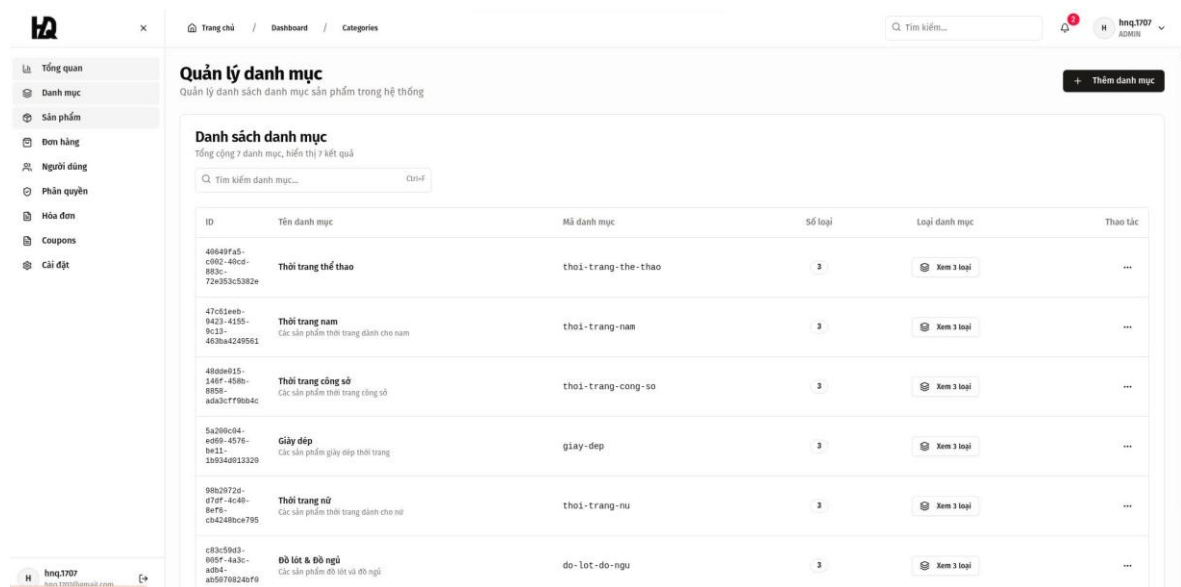 HQ
Trang chủ / Dashboard / Categories
Tìm kiếm...
2
H
hnq.1707
ADMIN
Tổng quan
Danh mục
Sản phẩm
Đơn hàng
Người dùng
Phân quyền
Hóa đơn
Coupons
Cài đặt
Quản lý danh mục
Quản lý danh sách danh mục sản phẩm trong hệ thống
+ Thêm danh mục
Danh sách danh mục
Tổng cộng 7 danh mục, hiển thị 7 kết quả
Tìm kiếm danh mục... Ctrl+F
ID Tên danh mục Mã danh mục Số loại Loại danh mục Thao tác
40649fa5-
c002-40cd-
883c-
72e353c5382e
Thời trang thể thao
thoi-trang-the-thao
3
Xem 3 loại
47c61eeb-
9423-4155-
9c13-
463ba4249561
Thời trang nam
Các sản phẩm thời trang dành cho nam
thoi-trang-nam
3
Xem 3 loại
48dde015-
146f-458b-
8858-
ada3cff9bb4c
Thời trang công sở
Các sản phẩm thời trang công sở
thoi-trang-cong-so
3
Xem 3 loại
5a200c04-
ed69-4576-
be11-
1b934d013320
Giày dép
Các sản phẩm giày dép thời trang
giay-dep
3
Xem 3 loại
98b2072d-
d7df-4c40-
8ef6-
cb4248bce795
Thời trang nữ
Các sản phẩm thời trang dành cho nữ
thoi-trang-nu
3
Xem 3 loại
c83c59d3-
005f-4a3c-
adb4-
ab5070824bf0
Đồ lót & Đồ ngủ
Các sản phẩm đồ lót và đồ ngủ
do-lot-do-ngu
3
Xem 3 loại
H
hnq.1707
hnq.1707@gmail.com